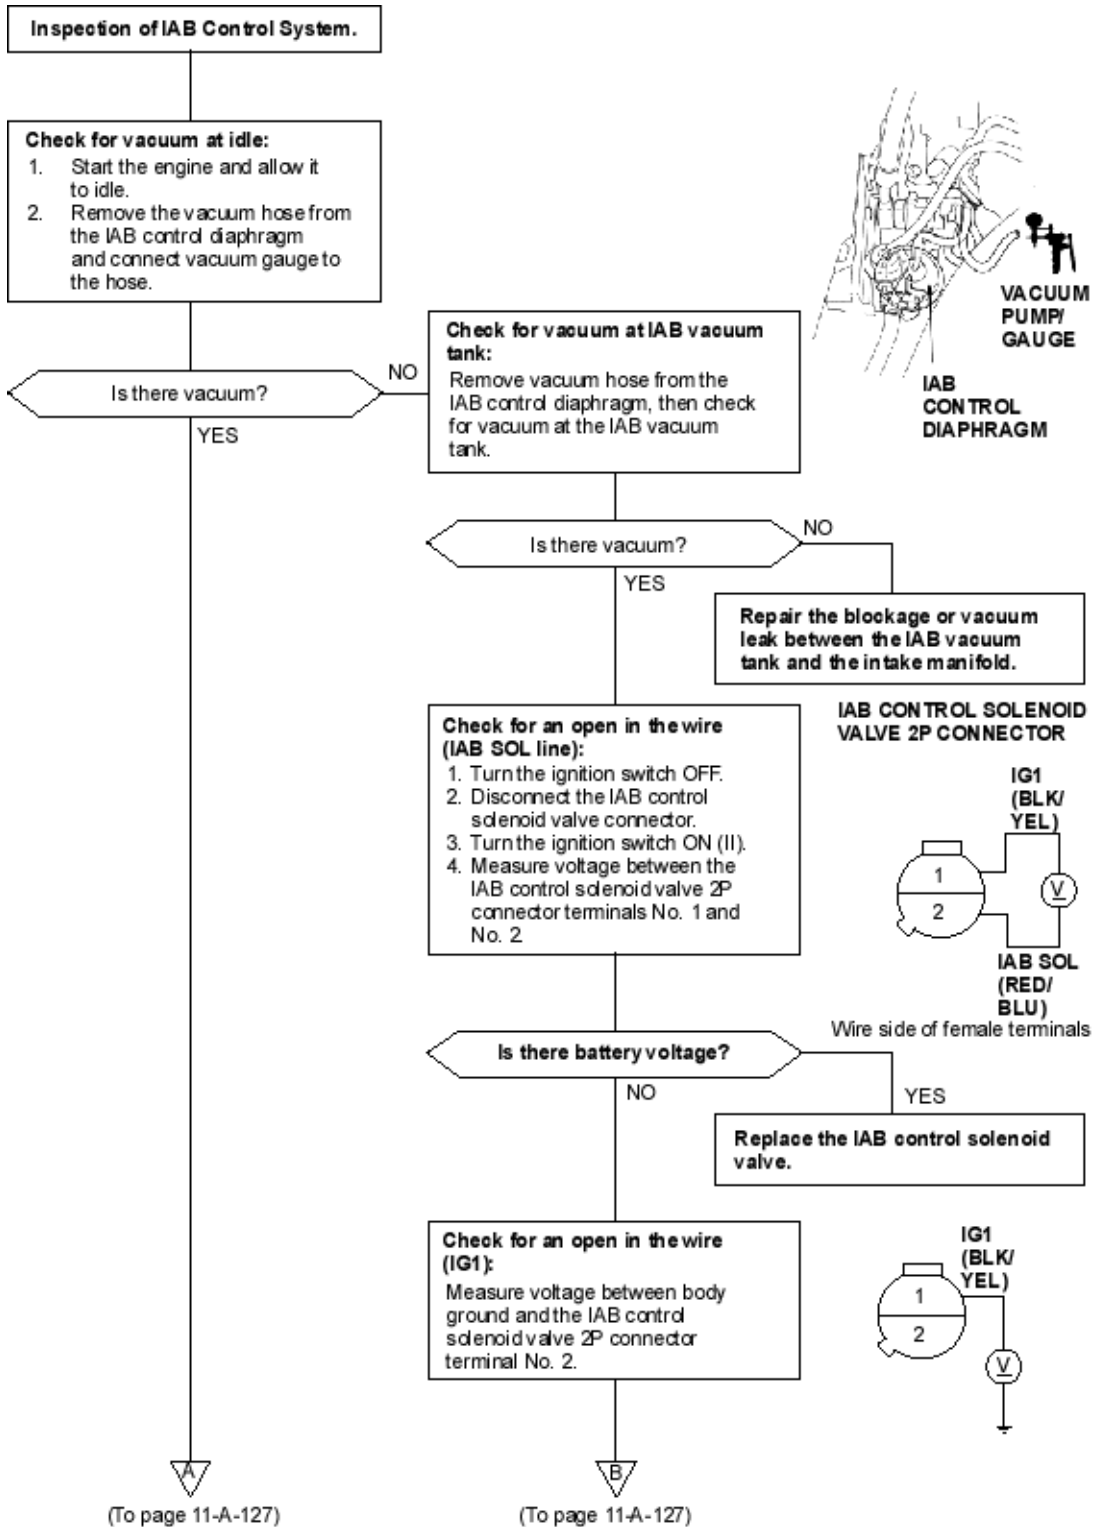 Inspection of IAB Control System.
Check for vacuum at idle:
1. Start the engine and allow it
to idle.
2. Remove the vacuum hose from
the IAB control diaphragm
and connect vacuum gauge to
the hose.
VACUUM
PUMP/
GAUGE
IAB
CONTROL
DIAPHRAGM
Is there vacuum?
NO
YES
Check for vacuum at IAB vacuum
tank:
Remove vacuum hose from the
IAB control diaphragm, then check
for vacuum at the IAB vacuum
tank.
Is there vacuum?
NO
YES
Repair the blockage or vacuum
leak between the IAB vacuum
tank and the intake manifold.
Check for an open in the wire
(IAB SOL line):
1. Turn the ignition switch OFF.
2. Disconnect the IAB control
solenoid valve connector.
3. Turn the ignition switch ON (II).
4. Measure voltage between the
IAB control solenoid valve 2P
connector terminals No. 1 and
No. 2.
IAB CONTROL SOLENOID
VALVE 2P CONNECTOR
IG1
(BLK/
YEL)
1
2
V
IAB SOL
(RED/
BLU)
Wire side of female terminals
Is there battery voltage?
NO
YES
Replace the IAB control solenoid
valve.
Check for an open in the wire
(IG1):
Measure voltage between body
ground and the IAB control
solenoid valve 2P connector
terminal No. 2.
IG1
(BLK/
YEL)
1
2
V
A
(To page 11-A-127)
B
(To page 11-A-127)